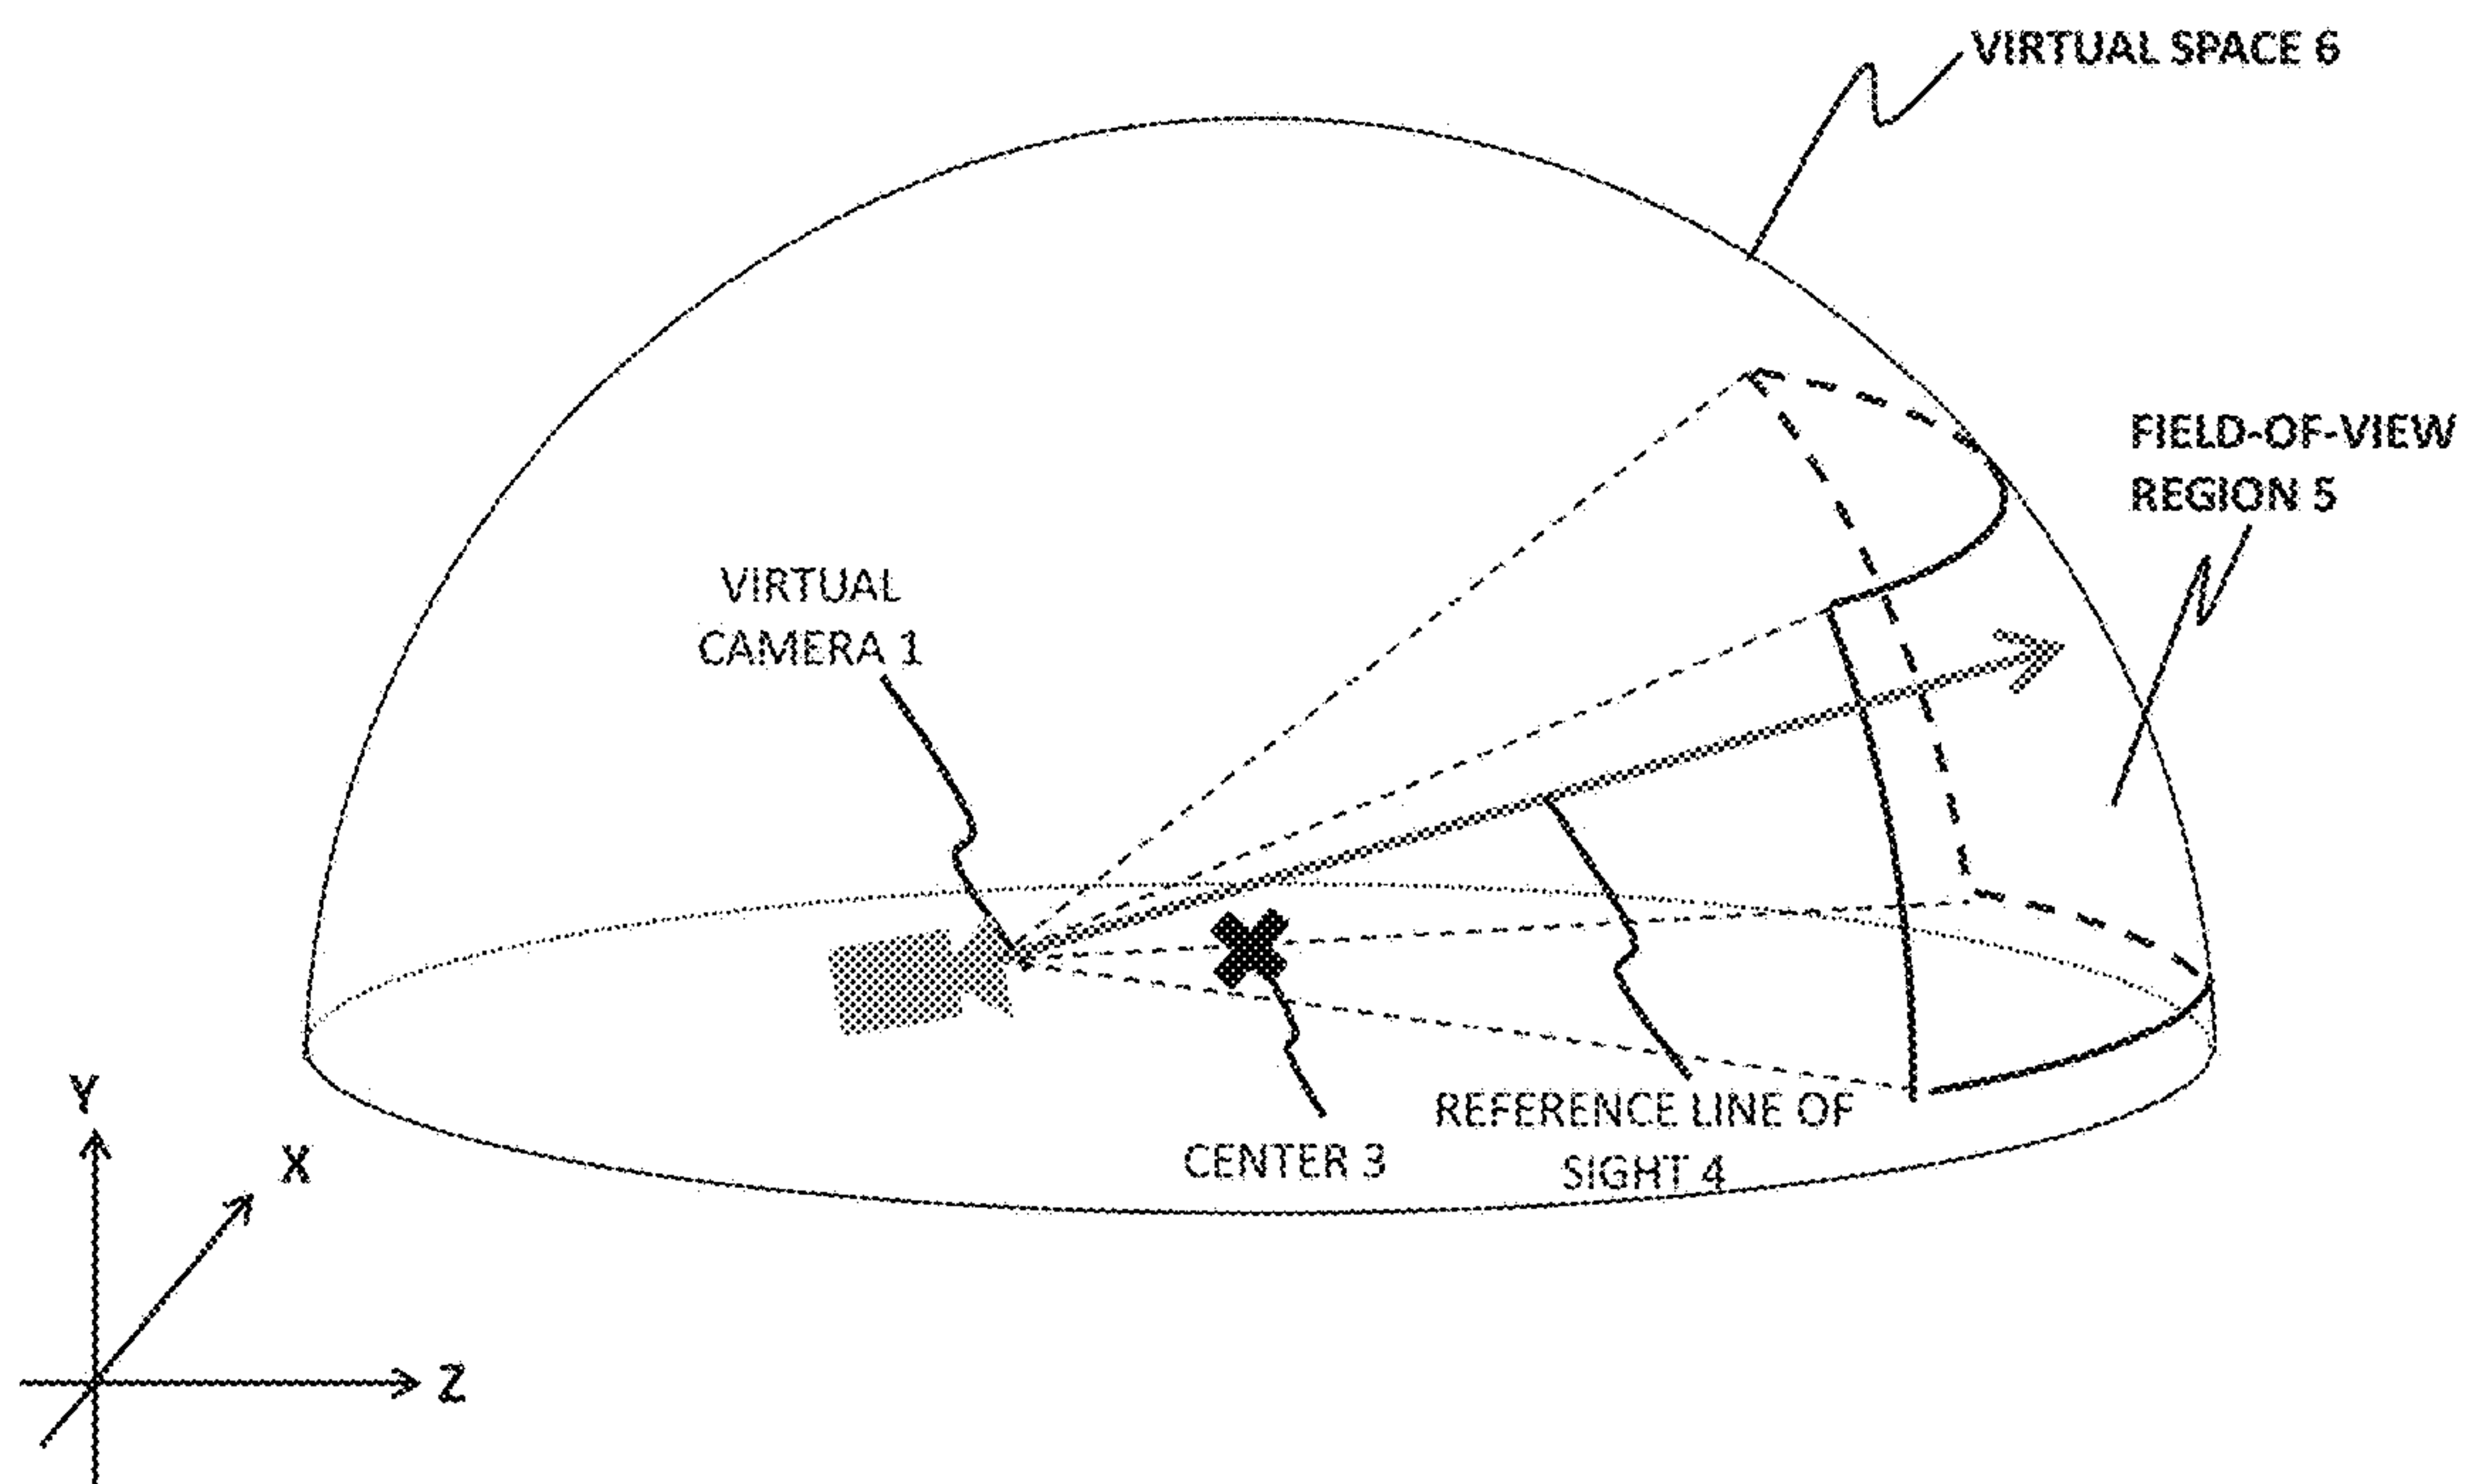 VIRTUAL SPACE 6
FIELD-OF-VIEW
REGION 5
VIRTUAL
CAMERA 1
REFERENCE LINE OF
SIGHT 4
CENTER 3
Y
X
Z